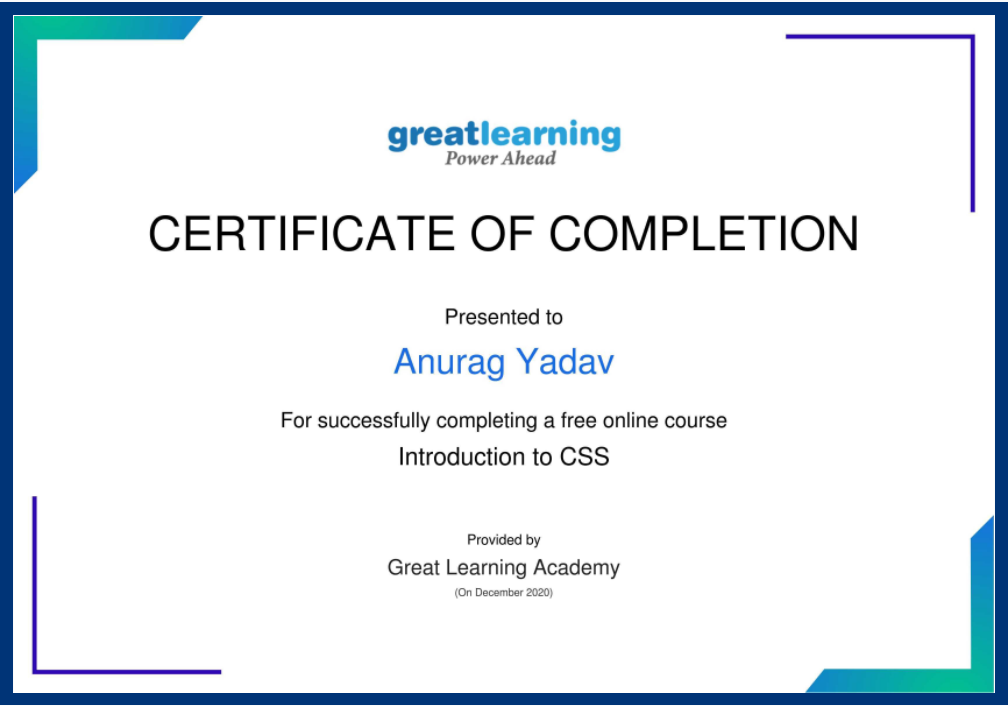 greatlearning
Power Ahead
CERTIFICATE OF COMPLETION
Presented to
Anurag Yadav
For successfully completing a free online course
Introduction to CSS
Provided by
Great Learning Academy
(On December 2020)